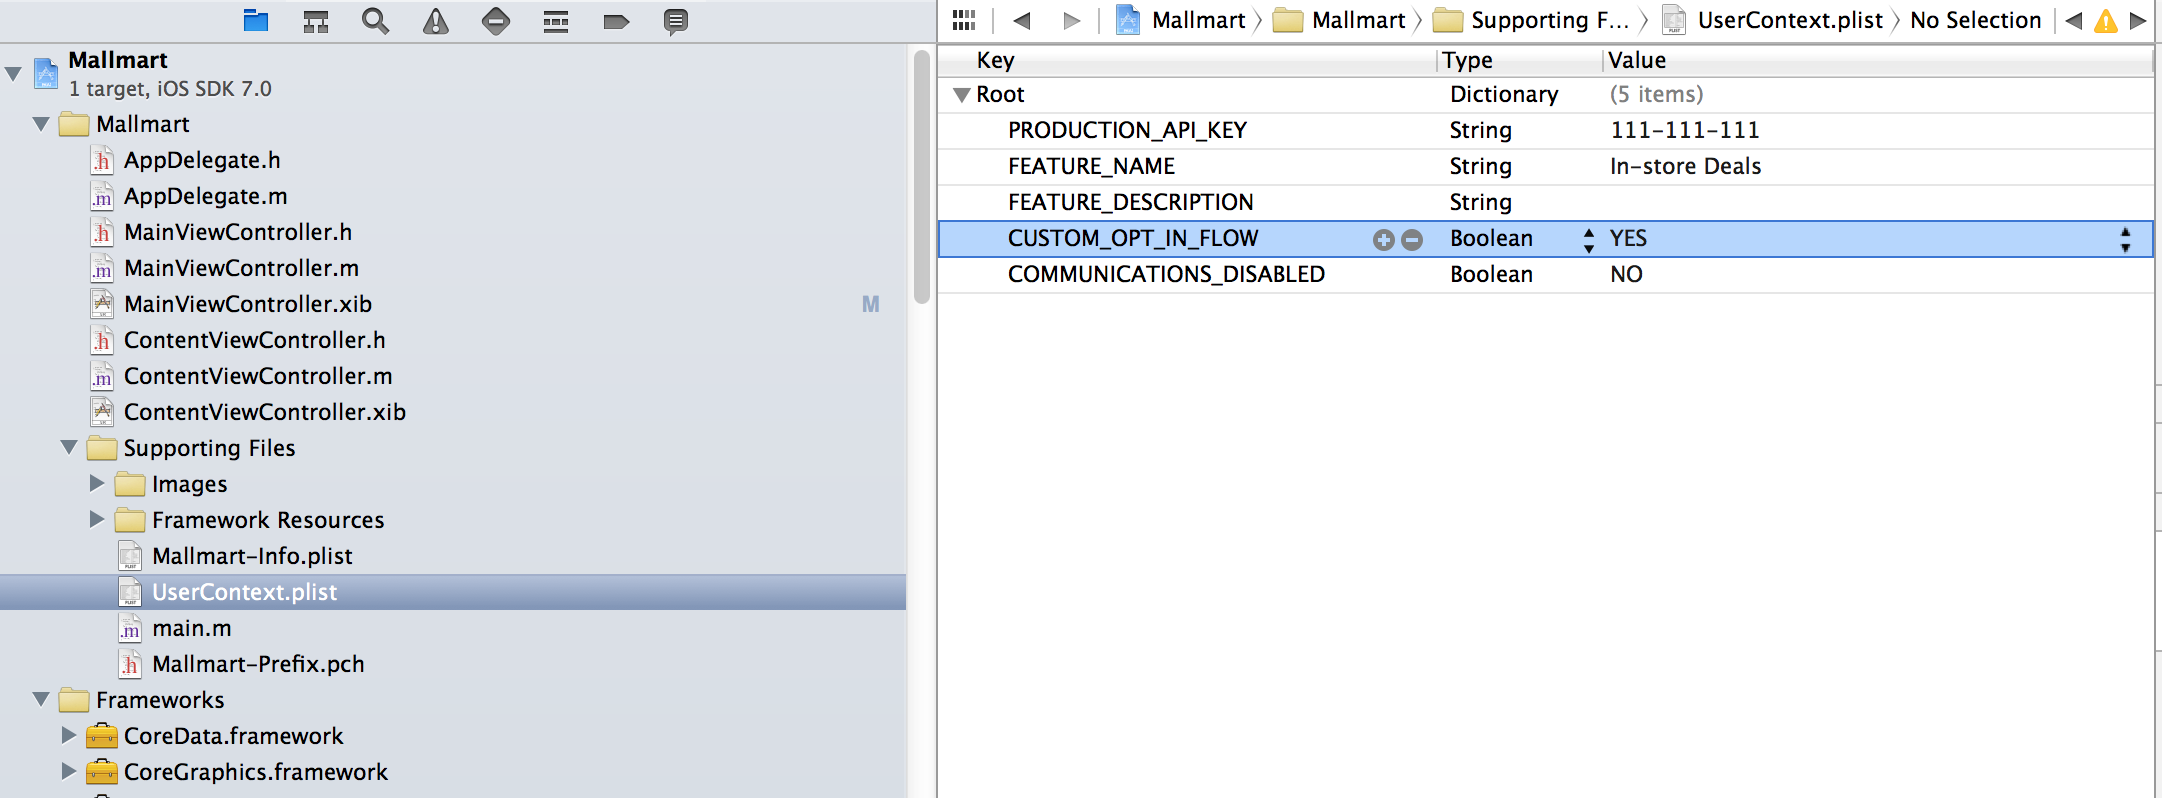 Mallmart
1 target, iOS SDK 7.0
Mallmart
AppDelegate.h
AppDelegate.m
MainViewController.h
MainViewController.m
MainViewController.xib M
ContentViewController.h
ContentViewController.m
ContentViewController.xib
Supporting Files
Images
Framework Resources
Mallmart-Info.plist
UserContext.plist
main.m
Mallmart-Prefix.pch
Frameworks
CoreData.framework
CoreGraphics.framework
Mallmart Mallmart Supporting F... UserContext.plist No Selection
Key Type Value
Root Dictionary (5 items)
PRODUCTION_API_KEY String 111-111-111
FEATURE_NAME String In-store Deals
FEATURE_DESCRIPTION String
CUSTOM_OPT_IN_FLOW Boolean YES
COMMUNICATIONS_DISABLED Boolean NO